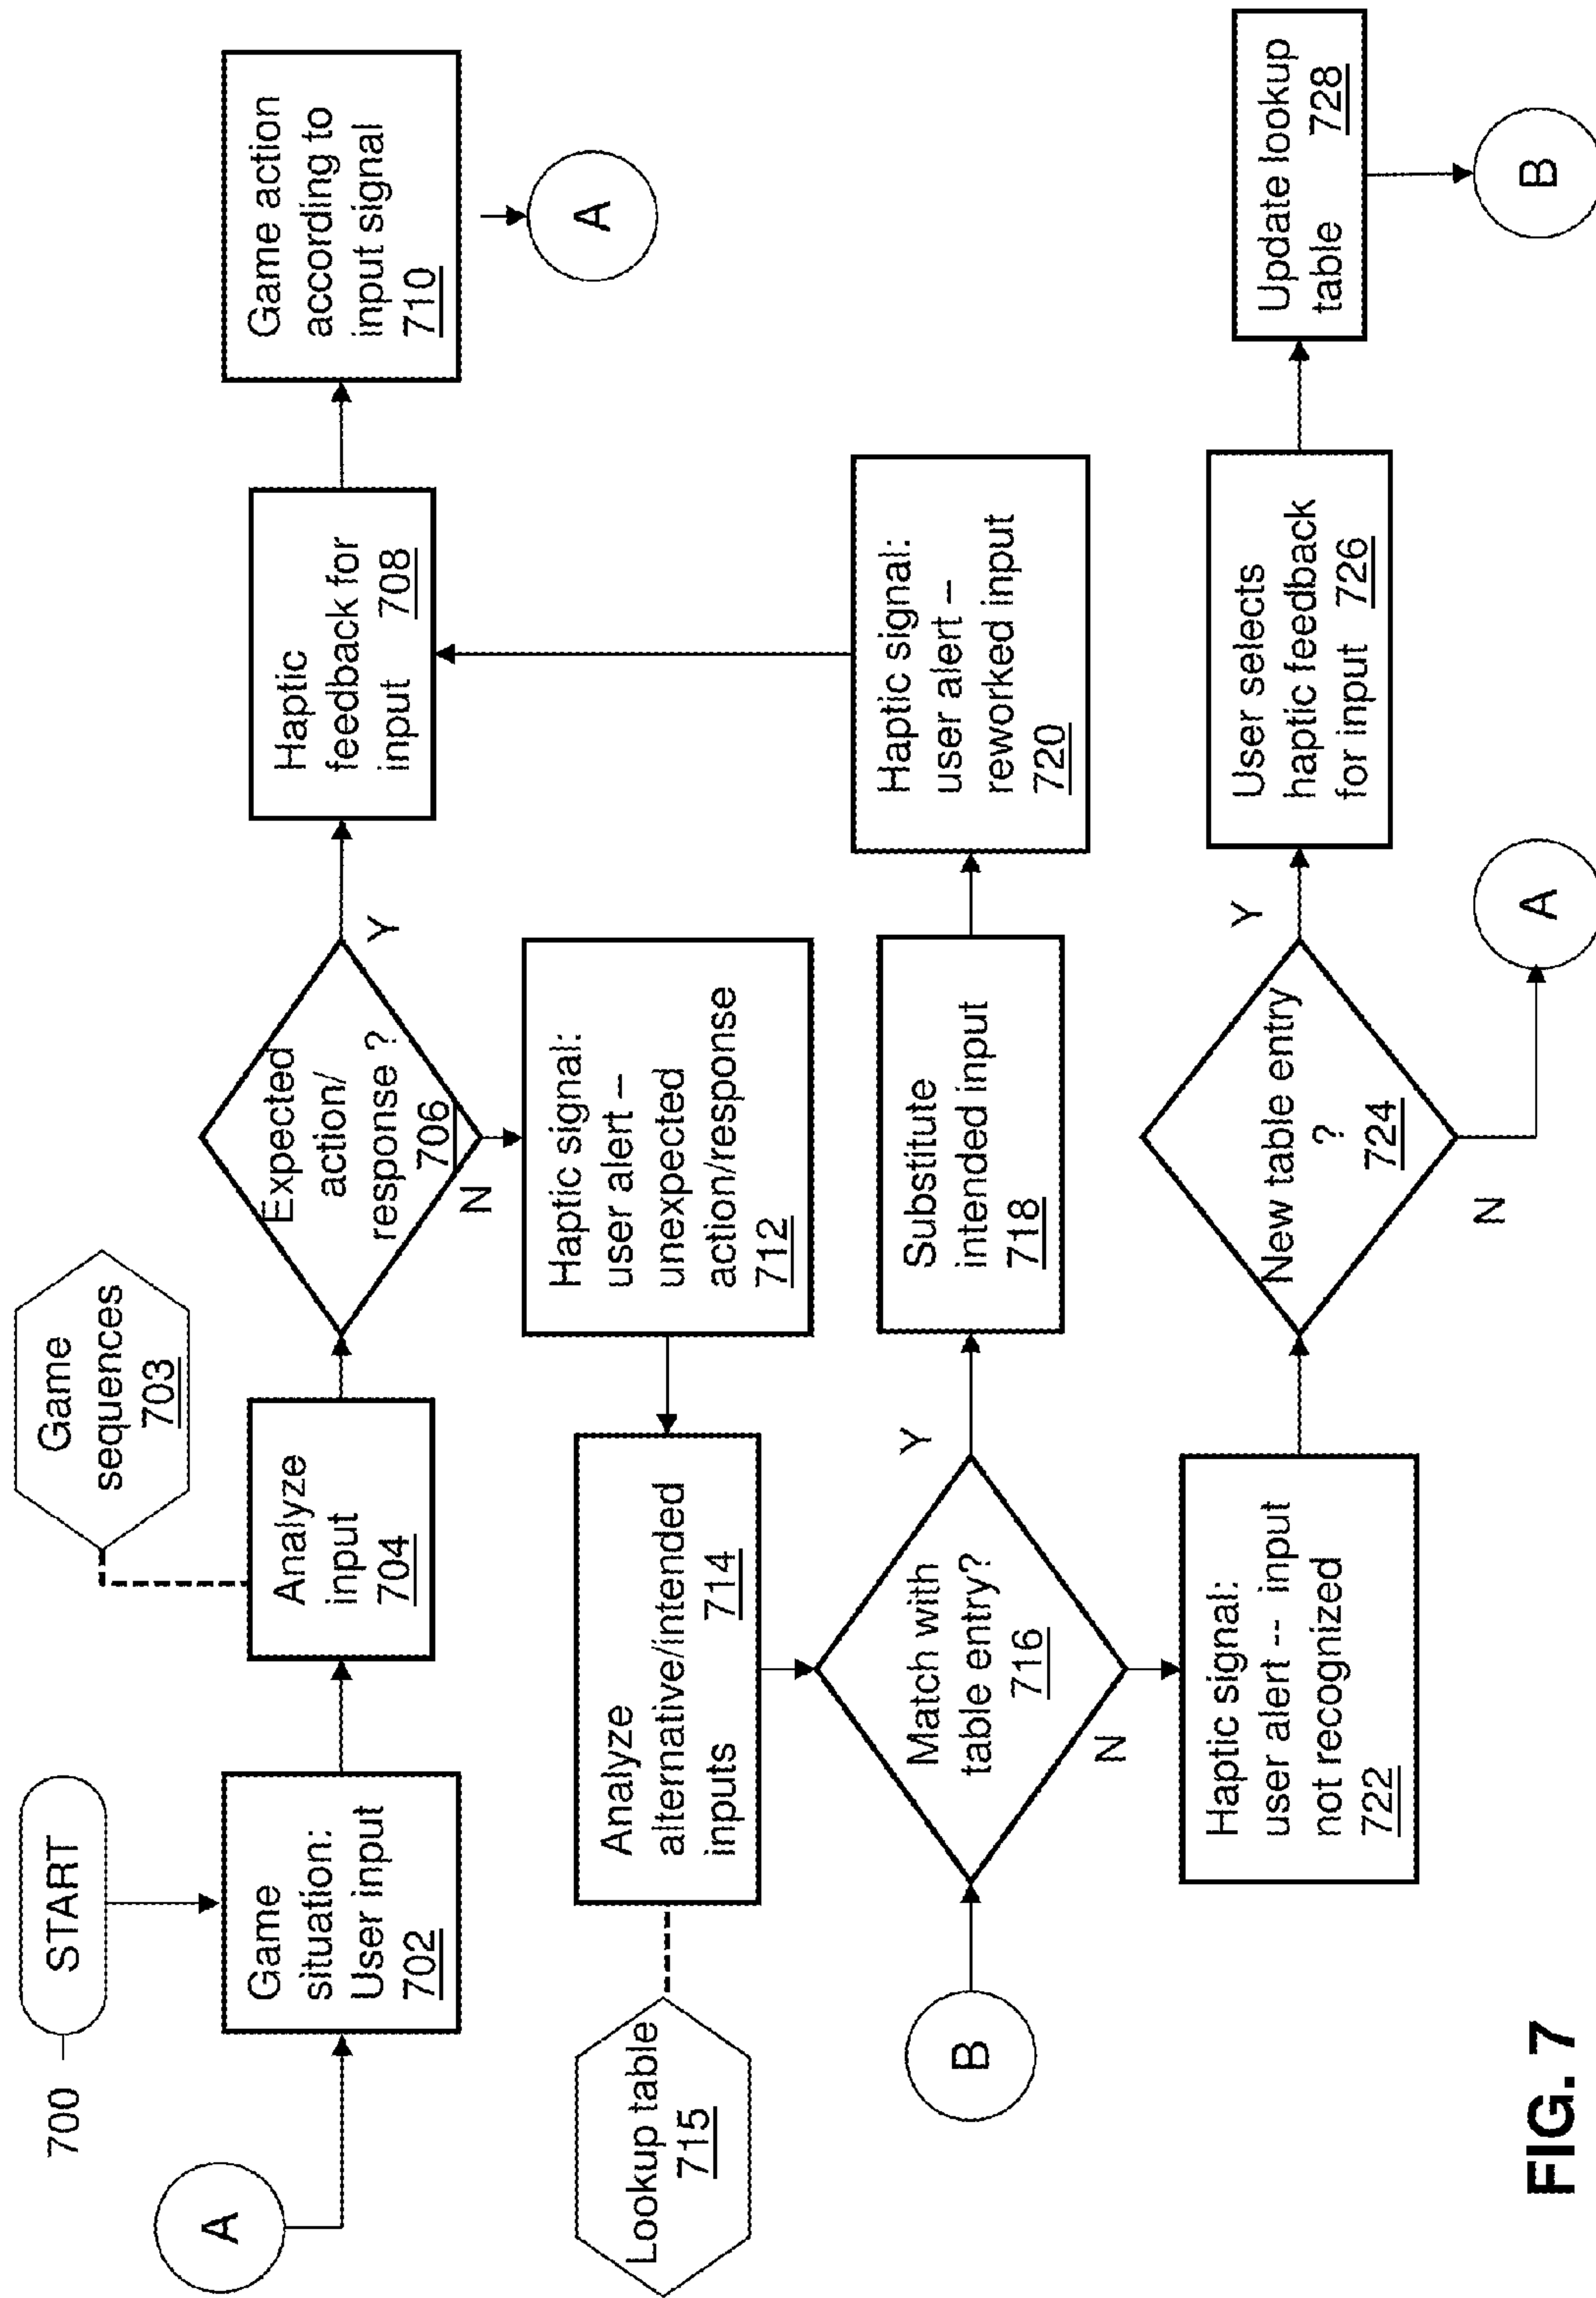 700
START
Game
sequences
703
A
Game
situation:
User input
702
Analyze
input
704
Expected
action/
response ?
706
Y
N
Haptic
feedback for
input 708
Game action
according to
input signal
710
A
Haptic signal:
user alert –
unexpected
action/response
712
Lookup table
715
Analyze
alternative/intended
inputs 714
B
Match with
table entry?
716
Y
N
Substitute
intended input
718
Haptic signal:
user alert –
reworked input
720
Haptic signal:
user alert -- input
not recognized
722
New table entry
?
724
Y
N
A
User selects
haptic feedback
for input 726
Update lookup
table 728
B
FIG. 7